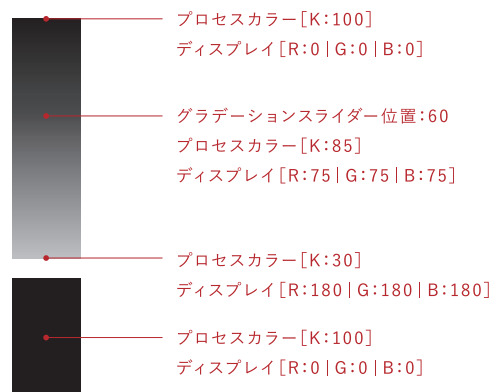 プロセスカラー[K:100]
ディスプレイ[R:0|G:0|B:0]
グラデーションスライダー位置:60
プロセスカラー[K:85]
ディスプレイ[R:75|G:75|B:75]
プロセスカラー[K:30]
ディスプレイ[R:180|G:180|B:180]
プロセスカラー[K:100]
ディスプレイ[R:0|G:0|B:0]